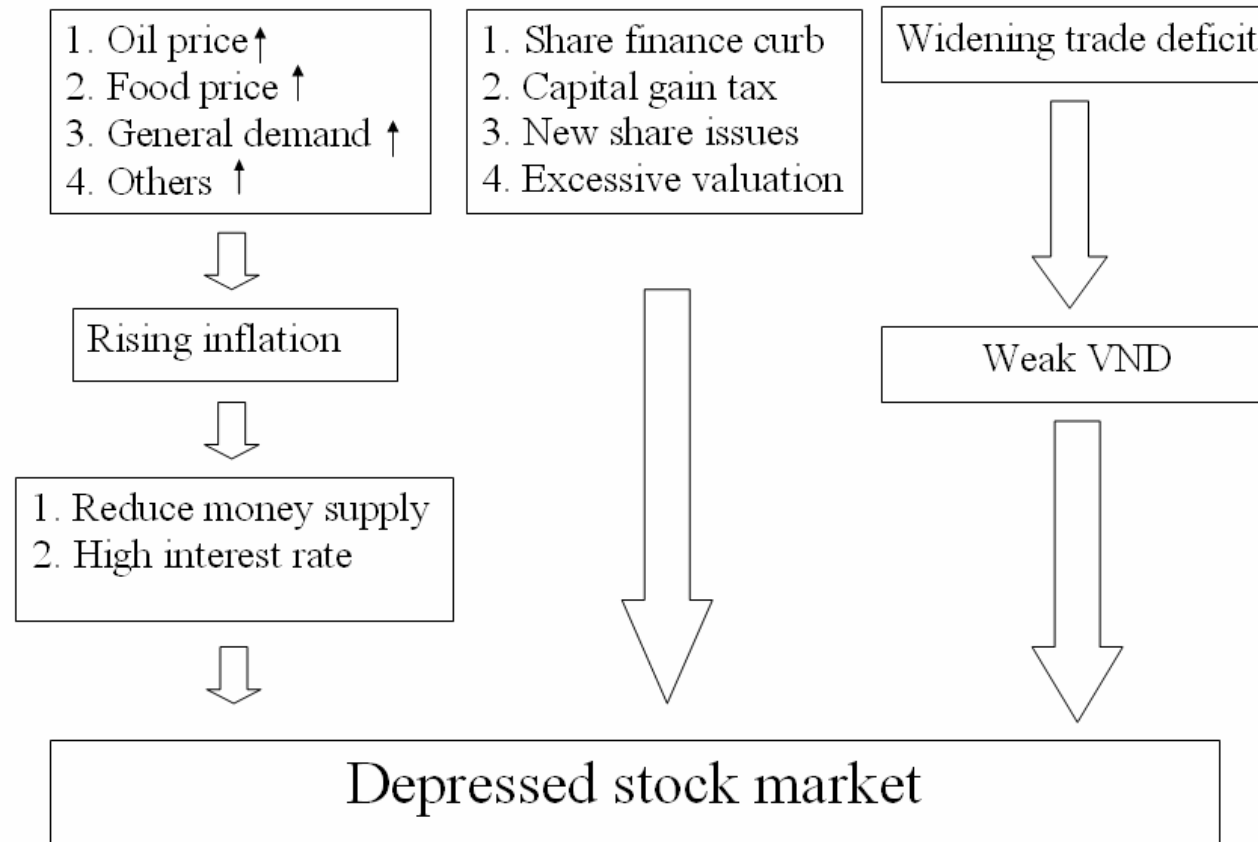 1. Oil price
2. Food price
3. General demand
4. Others
1. Share finance curb
2. Capital gain tax
3. New share issues
4. Excessive valuation
Widening trade deficit
Rising inflation
Weak VND
1. Reduce money supply
2. High interest rate
Depressed stock market